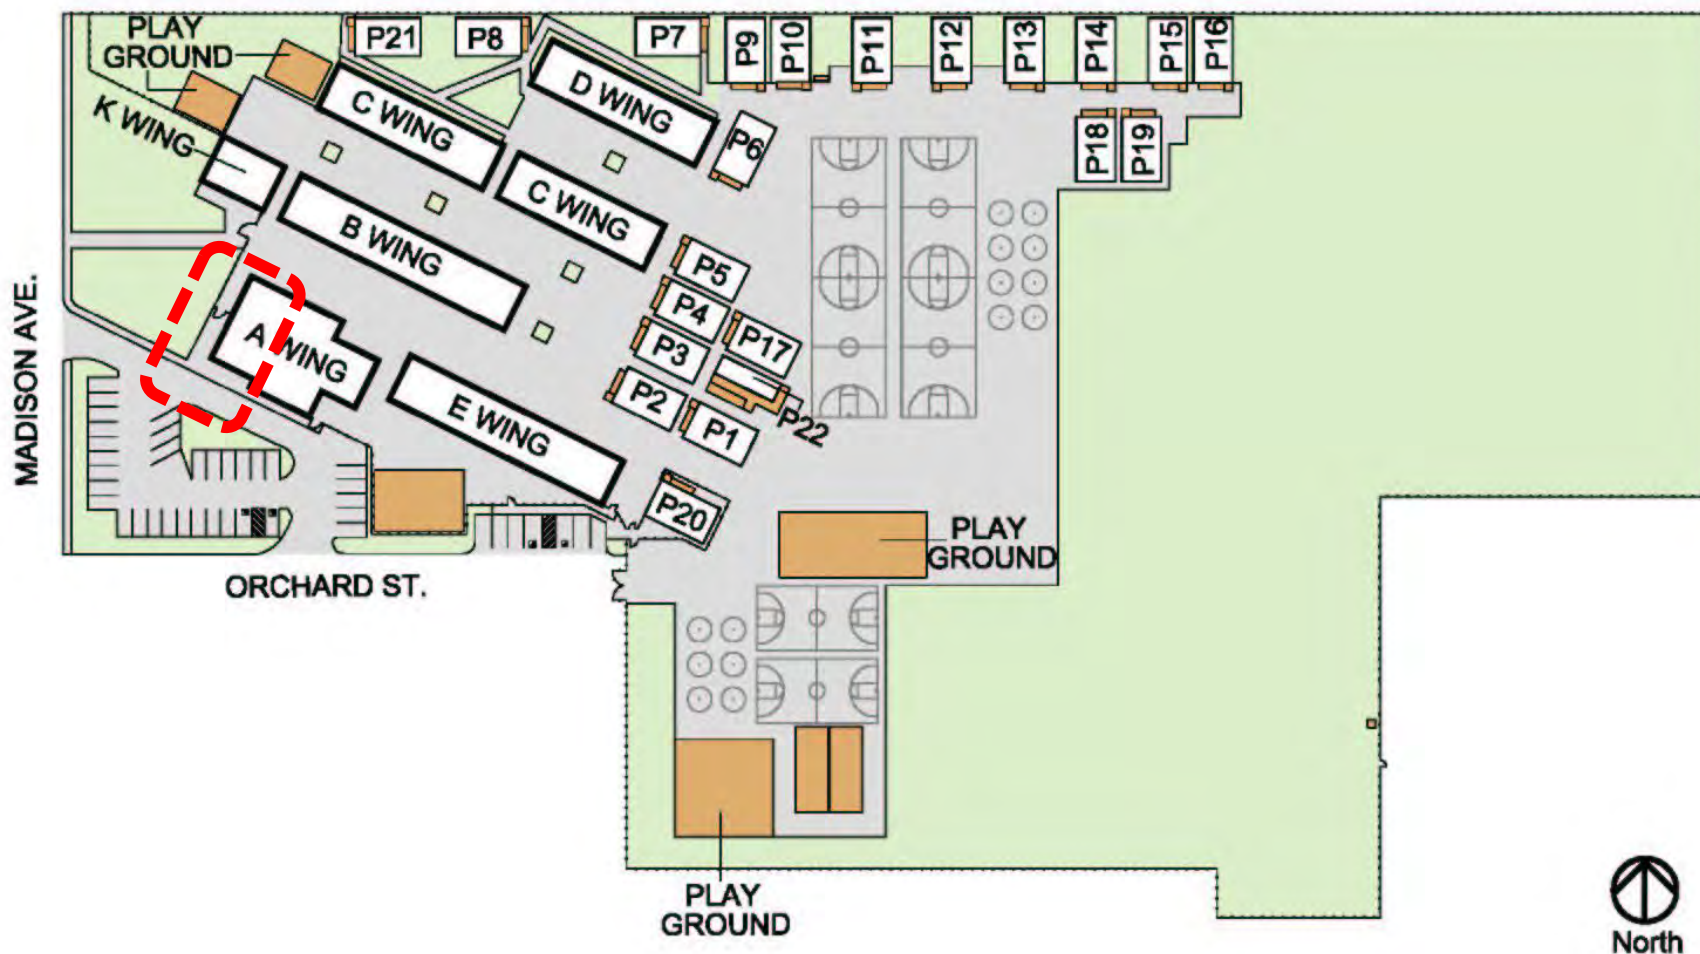 PLAY
GROUND
P21
P8
P7
P9
P10
P11
P12
P13
P14
P15
P16
K WING
C WING
D WING
P6
P18
P19
B WING
C WING
P5
P4
P17
P3
P2
P22
P1
A WING
E WING
P20
MADISON AVE.
ORCHARD ST.
PLAY
GROUND
PLAY
GROUND
North